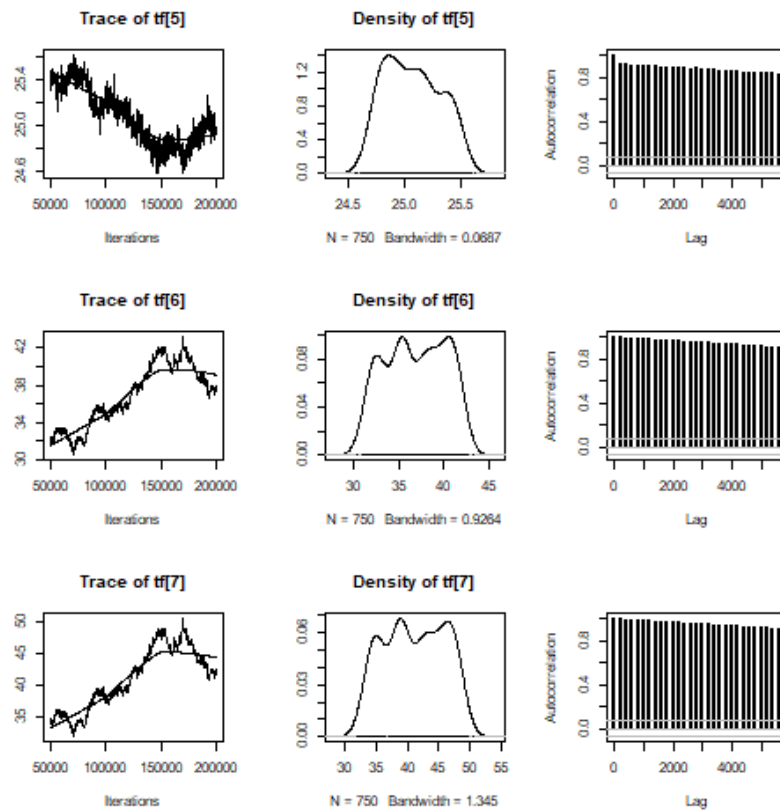 Trace of tf[5]
24.6 25.0 25.4
50000 100000 150000 200000
Iterations
Density of tf[5]
0.0 0.4 0.8 1.2
24.5 25.0 25.5
N = 750 Bandwidth = 0.0687
Autocorrelation
0.0 0.4 0.8
0 2000 4000
Lag
Trace of tf[6]
30 34 38 42
50000 100000 150000 200000
Iterations
Density of tf[6]
0.00 0.04 0.08
30 35 40 45
N = 750 Bandwidth = 0.9264
Autocorrelation
0.0 0.4 0.8
0 2000 4000
Lag
Trace of tf[7]
35 40 45 50
50000 100000 150000 200000
Iterations
Density of tf[7]
0.00 0.03 0.06
30 35 40 45 50 55
N = 750 Bandwidth = 1.345
Autocorrelation
0.0 0.4 0.8
0 2000 4000
Lag